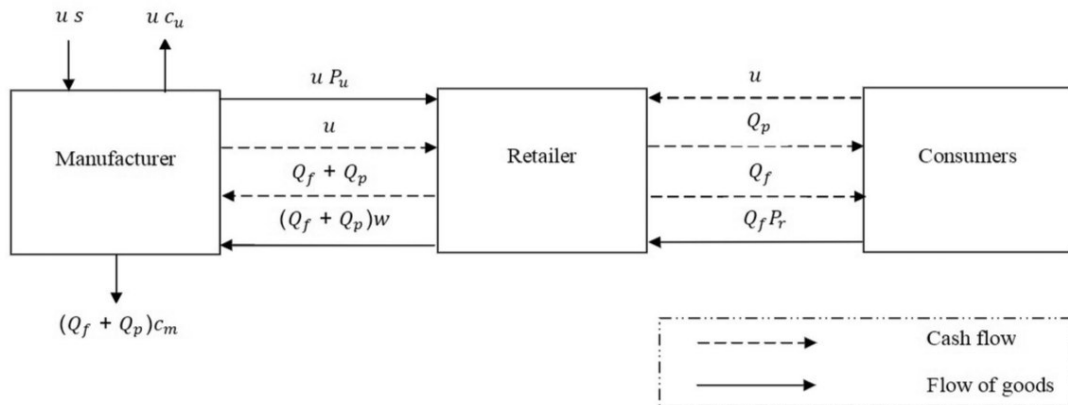 u s
u c_u
u P_u
u
Manufacturer
u
Q_f + Q_p
(Q_f + Q_p)w
Retailer
Q_p
Q_f
Q_f P_r
Consumers
(Q_f + Q_p)c_m
Cash flow
Flow of goods